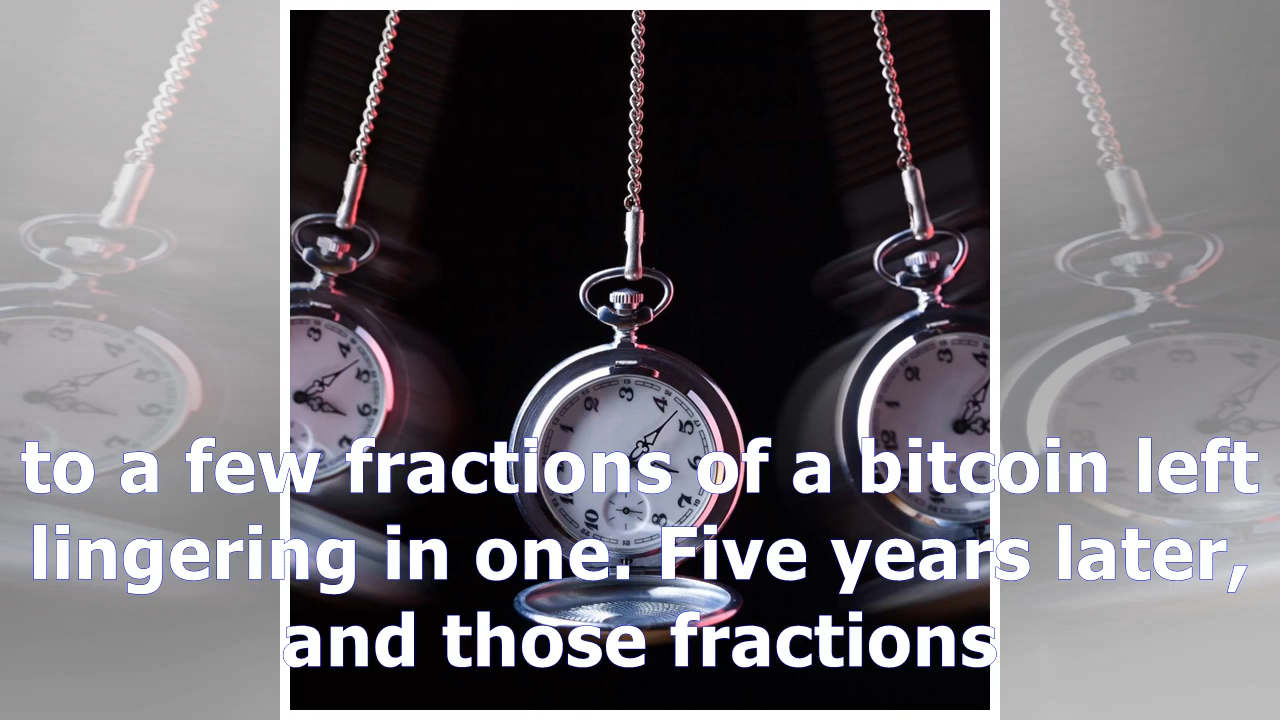 to a few fractions of a bitcoin left
lingering in one. Five years later,
and those fractions